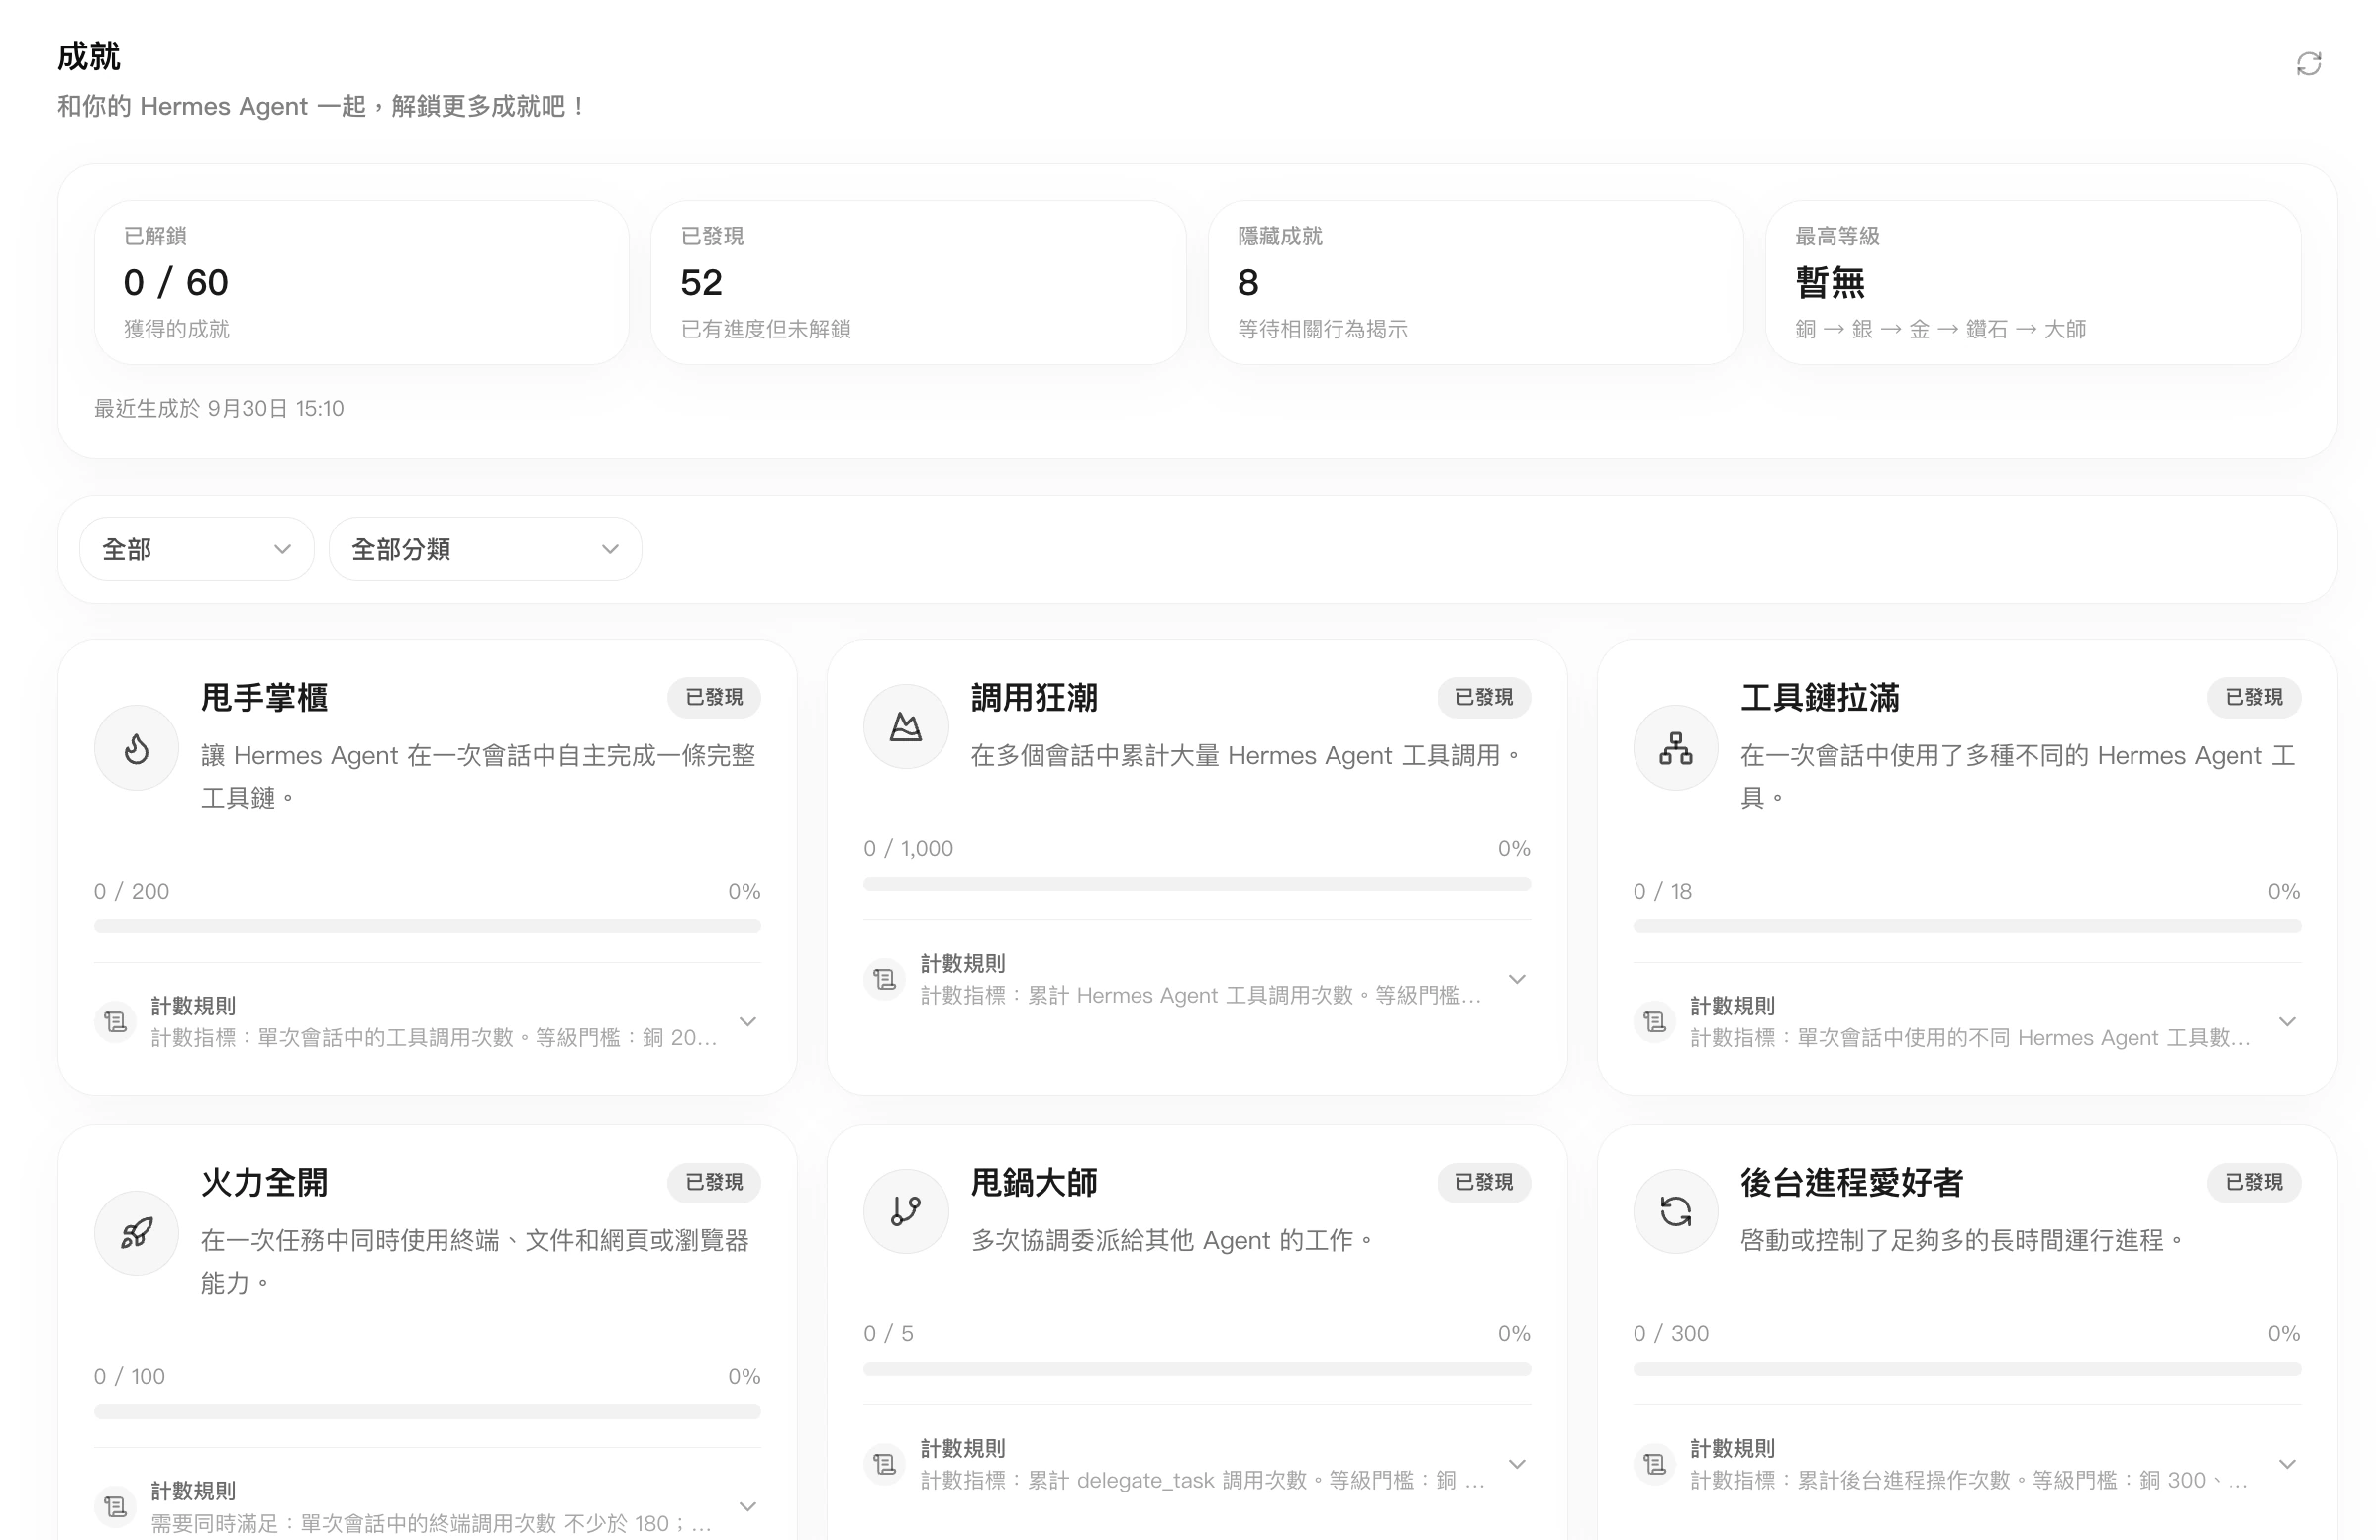 成就
和你的 Hermes Agent 一起，解鎖更多成就吧！
已解鎖
0 / 60
獲得的成就
已發現
52
已有進度但未解鎖
隱藏成就
8
等待相關行為揭示
最高等級
暫無
銅 → 銀 → 金 → 鑽石 → 大師
最近生成於 9月30日 15:10
全部
全部分類
甩手掌櫃
已發現
讓 Hermes Agent 在一次會話中自主完成一條完整
工具鏈。
0 / 200
0%
計數規則
計數指標：單次會話中的工具調用次數。等級門檻：銅 20...
調用狂潮
已發現
在多個會話中累計大量 Hermes Agent 工具調用。
0 / 1,000
0%
計數規則
計數指標：累計 Hermes Agent 工具調用次數。等級門檻...
工具鏈拉滿
已發現
在一次會話中使用了多種不同的 Hermes Agent 工
具。
0 / 18
0%
計數規則
計數指標：單次會話中使用的不同 Hermes Agent 工具數...
火力全開
已發現
在一次任務中同時使用終端、文件和網頁或瀏覽器
能力。
0 / 100
0%
計數規則
需要同時滿足：單次會話中的終端調用次數 不少於 180；...
甩鍋大師
已發現
多次協調委派給其他 Agent 的工作。
0 / 5
0%
計數規則
計數指標：累計 delegate_task 調用次數。等級門檻：銅 ...
後台進程愛好者
已發現
啓動或控制了足夠多的長時間運行進程。
0 / 300
0%
計數規則
計數指標：累計後台進程操作次數。等級門檻：銅 300、...